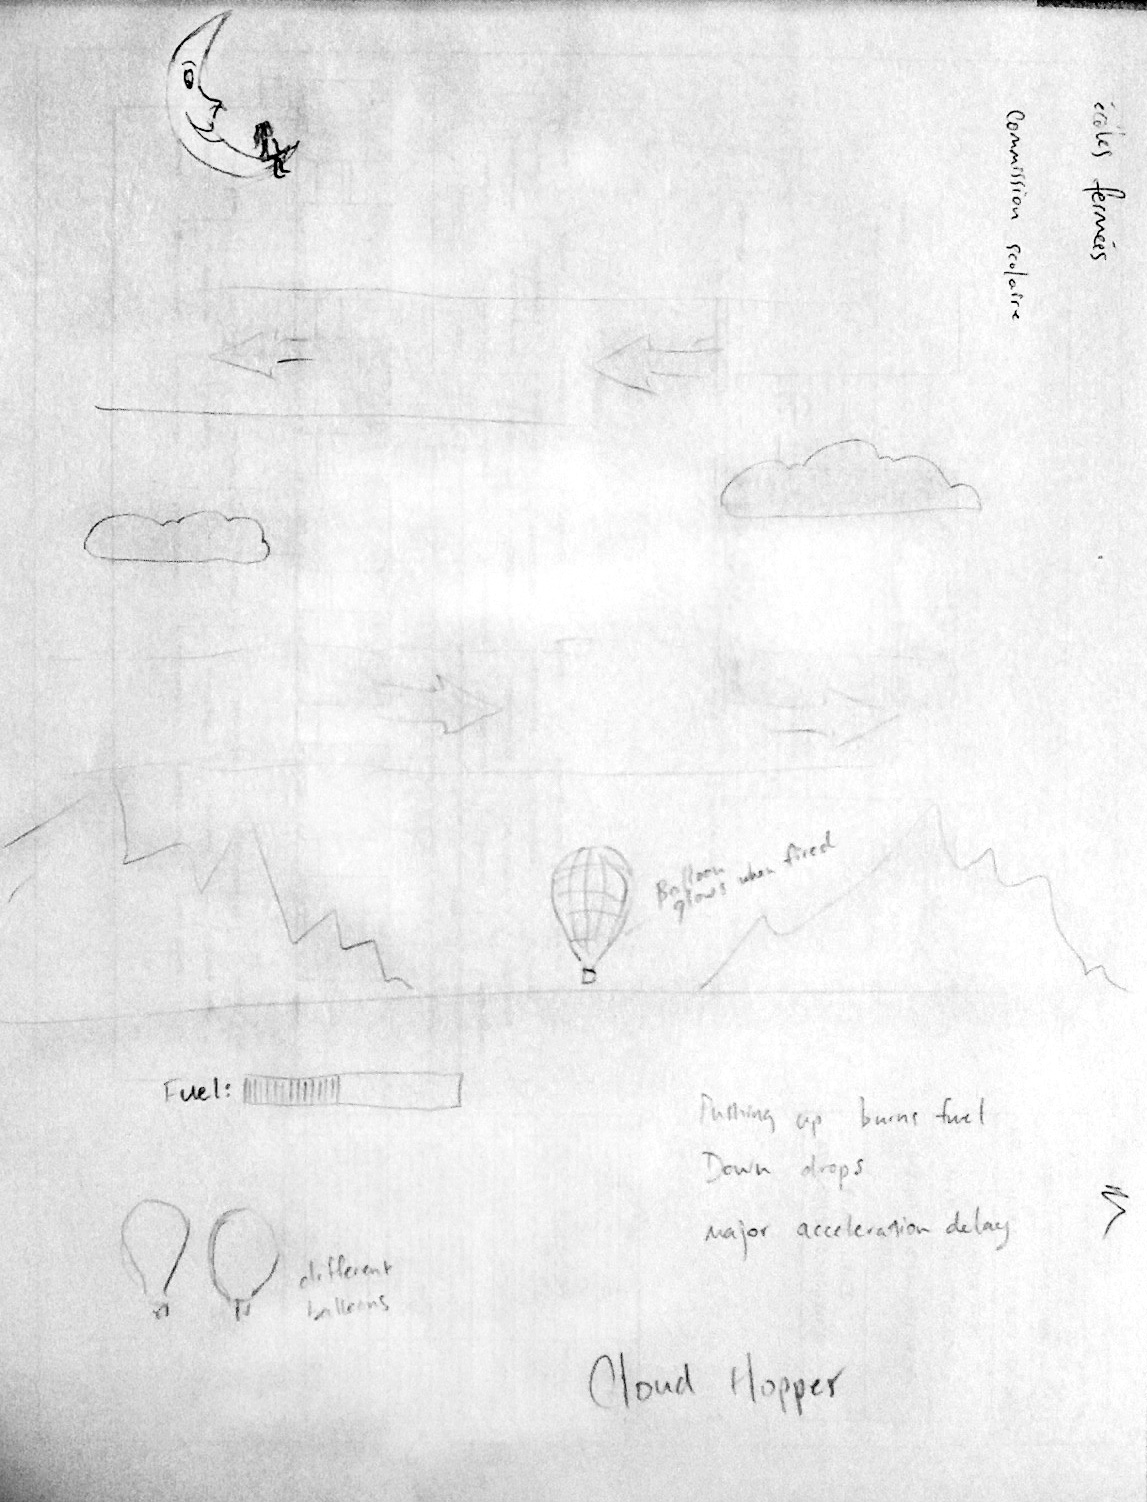 écoles fermées
Commission scolaire
Balloon
glows when fired
Fuel:
Pushing up burns fuel
Down drops
major acceleration delay
different
balloons
Cloud Hopper